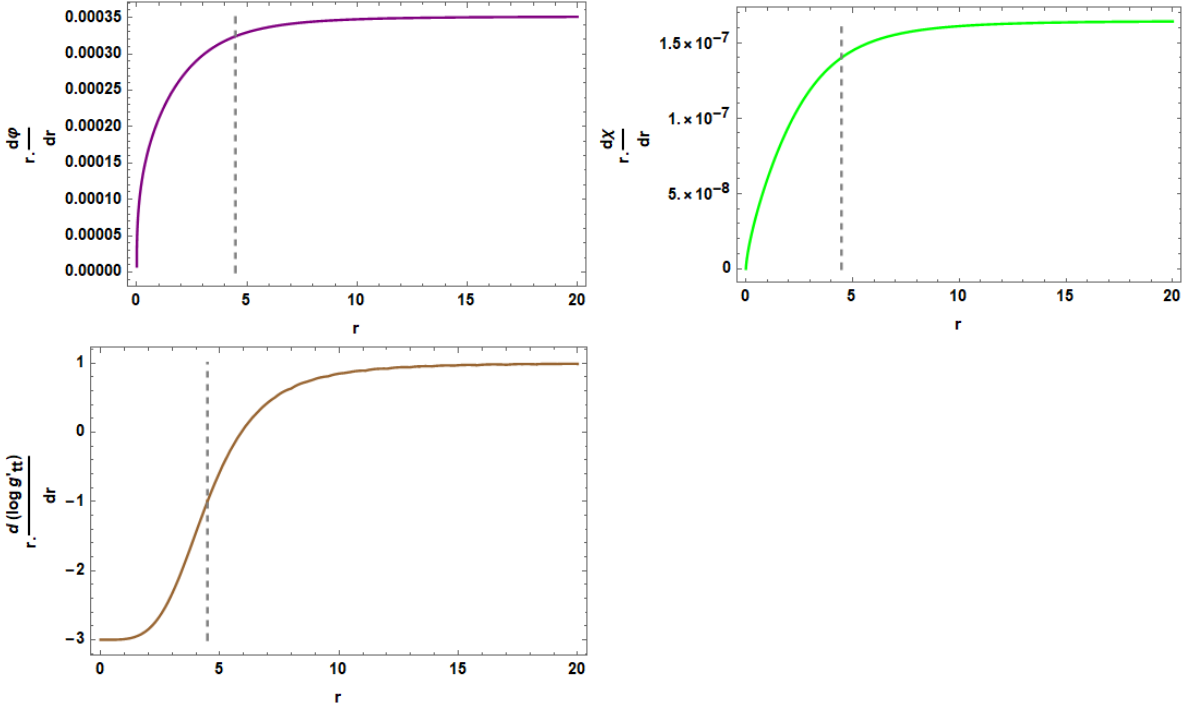 0.00035
0.00030
0.00025
0.00020
0.00015
0.00010
0.00005
0.00000
r. dφ
dr
0 5 10 15 20
r
1.5×10⁻⁷
1.×10⁻⁷
5.×10⁻⁸
0
r. dχ
dr
0 5 10 15 20
r
1
0
−1
−2
−3
r. d (log g'tt)
dr
0 5 10 15 20
r